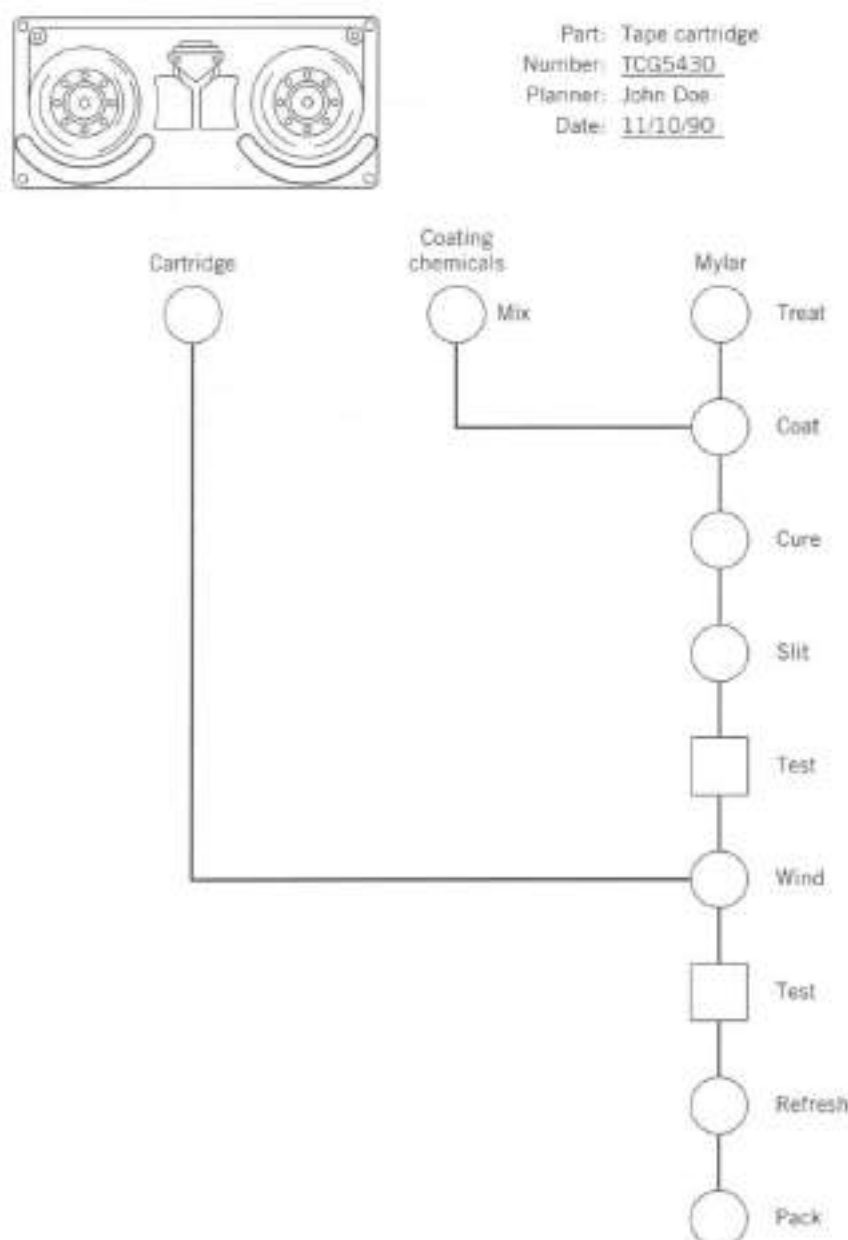 Part: Tape cartridge
Number: TCG5430
Planner: John Doe
Date: 11/10/90
Cartridge
Coating
chemicals
Mylar
Mix
Treat
Coat
Cure
Slit
Test
Wind
Test
Refresh
Pack